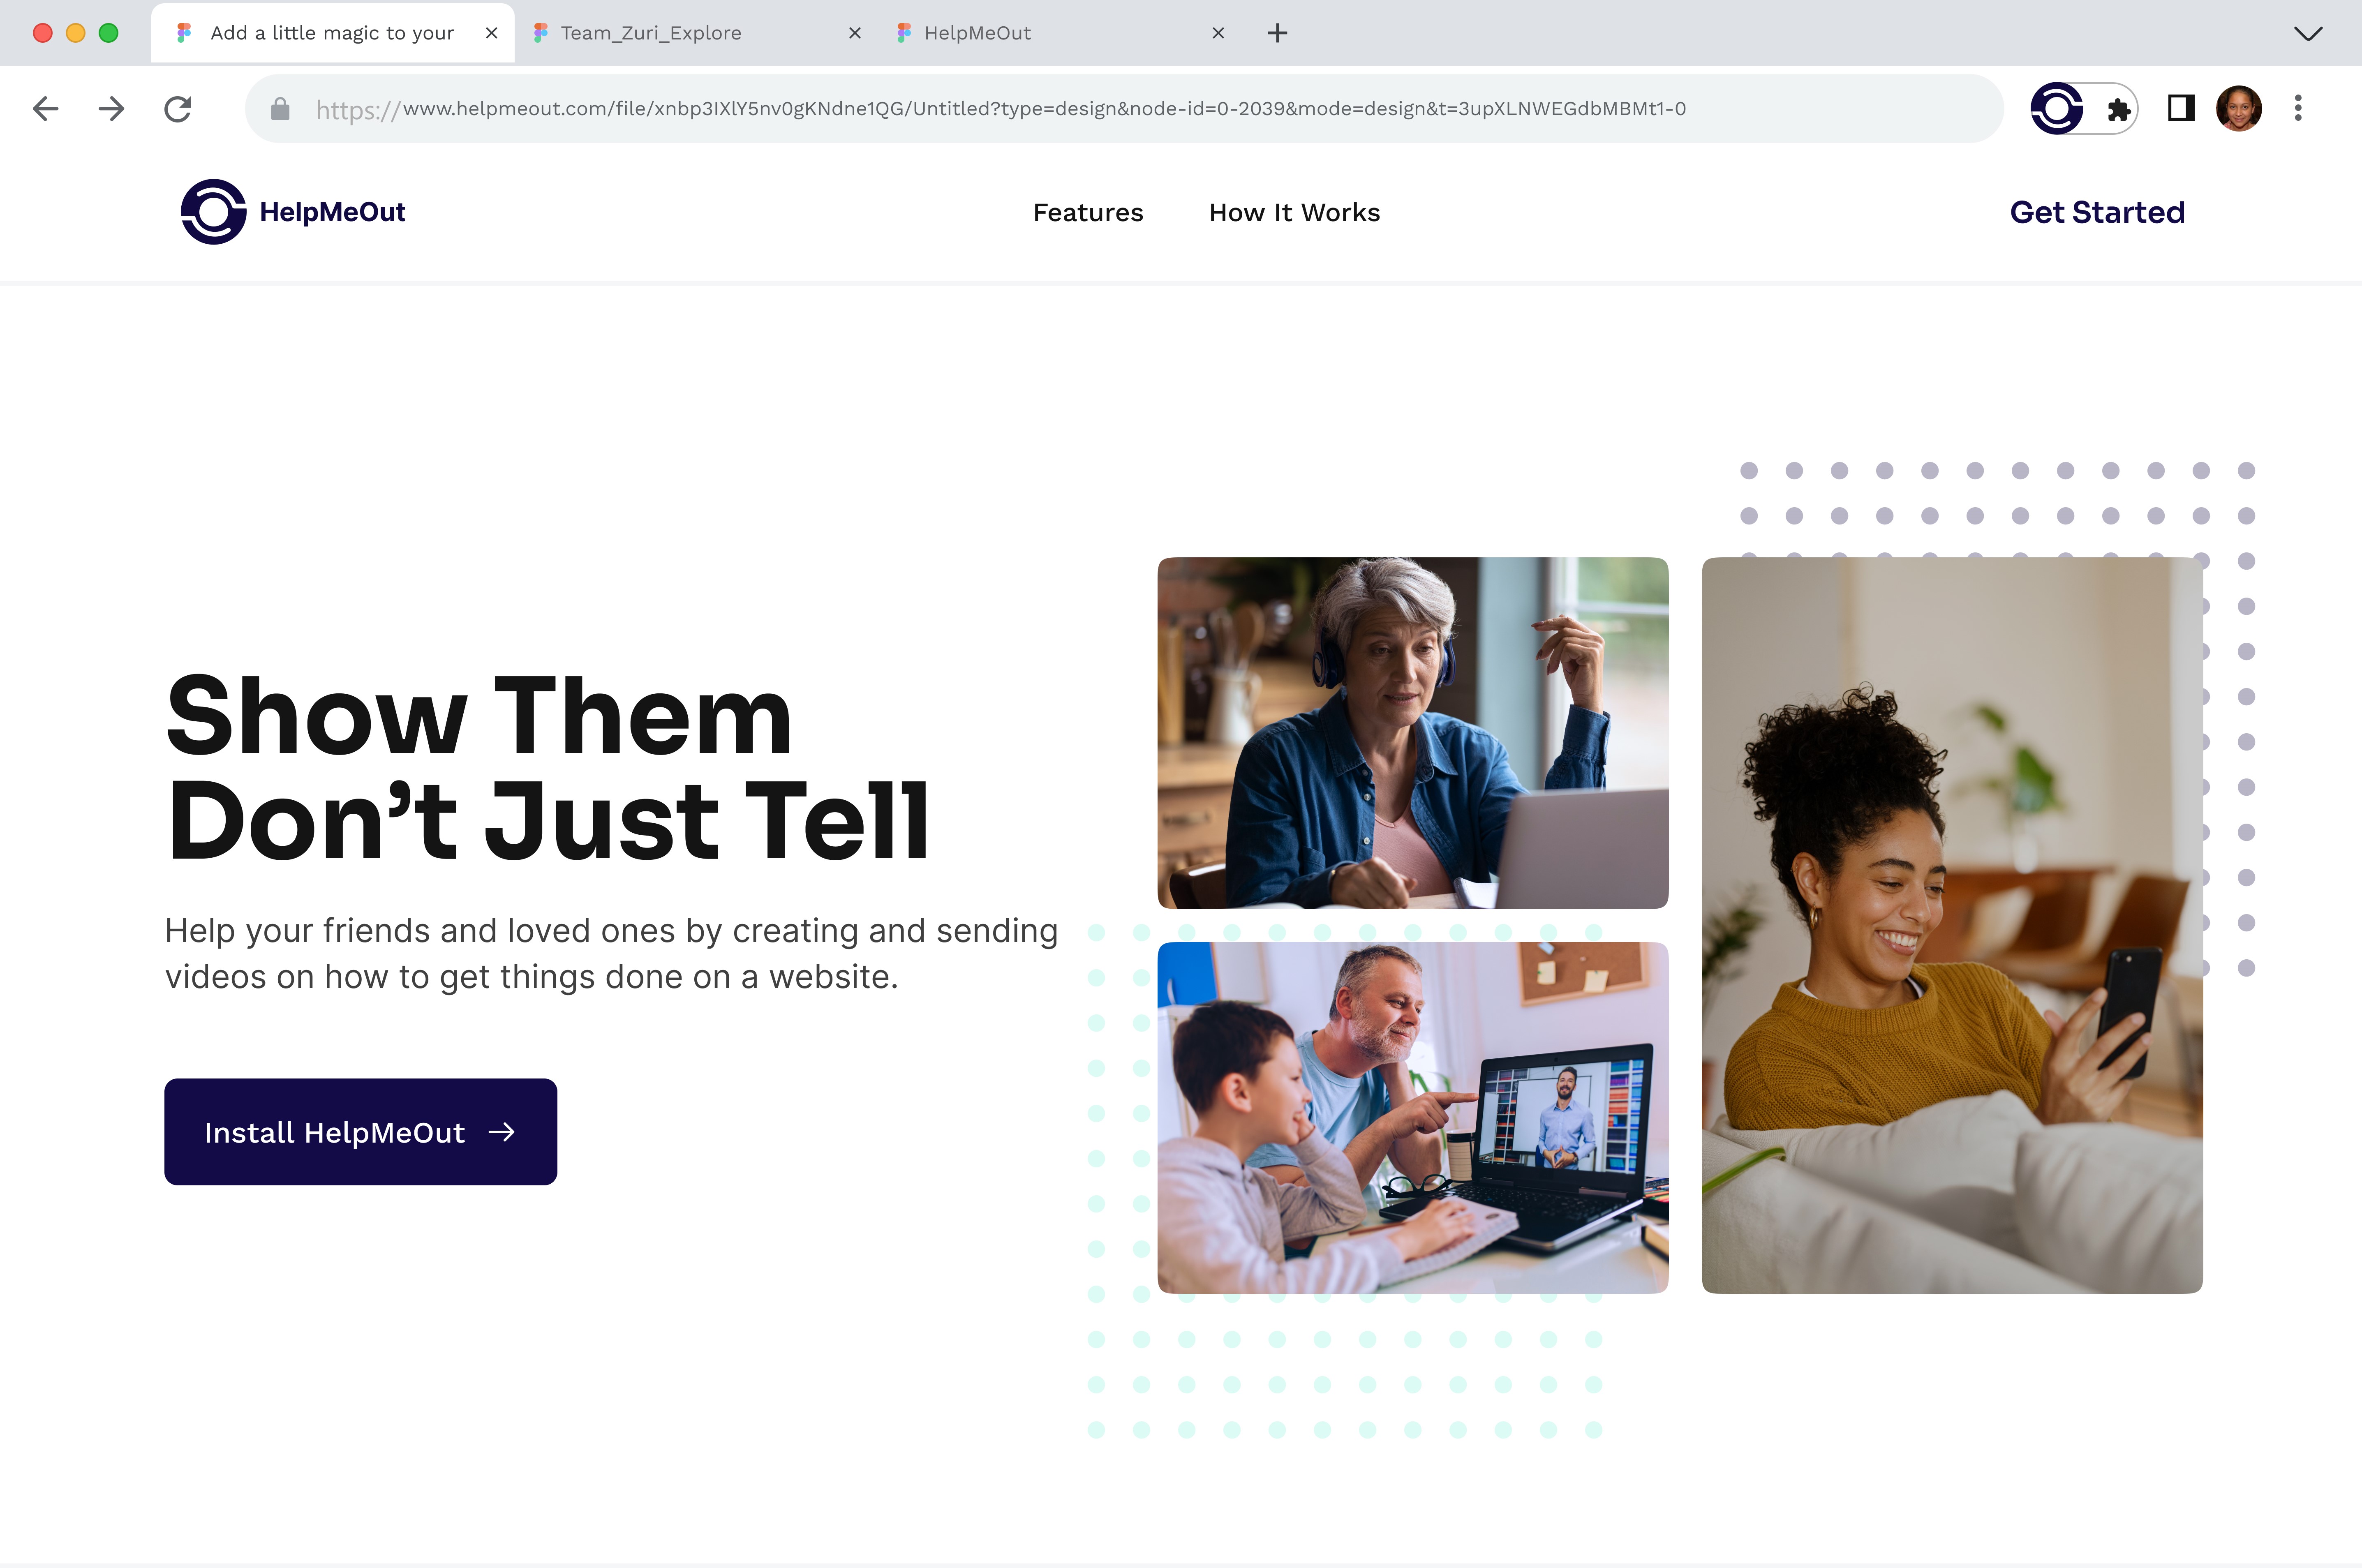 Add a little magic to your
Team_Zuri_Explore
HelpMeOut
https://www.helpmeout.com/file/xnbp3IXlY5nv0gKNdne1QG/Untitled?type=design&node-id=0-2039&mode=design&t=3upXLNWEGdbMBMt1-0
HelpMeOut
Features
How It Works
Get Started
Show Them
Don’t Just Tell
Help your friends and loved ones by creating and sending
videos on how to get things done on a website.
Install HelpMeOut →